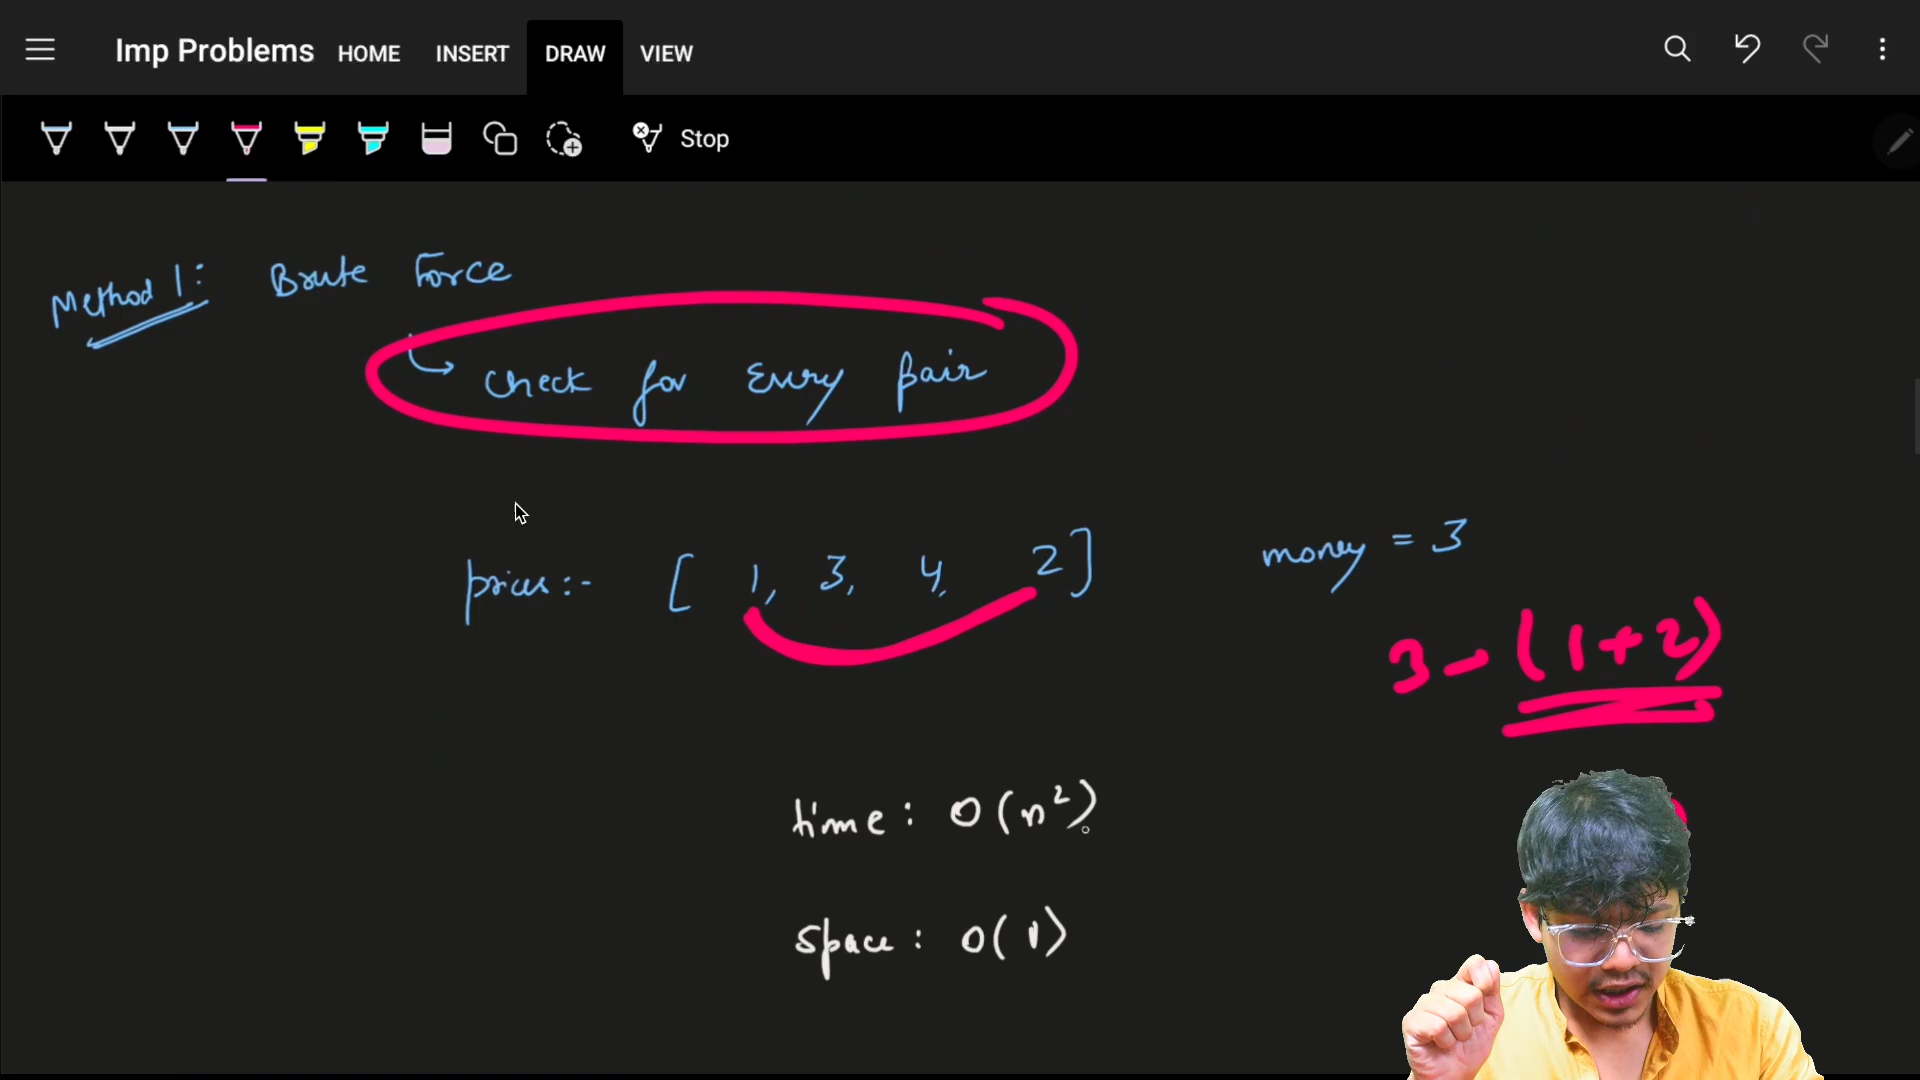 Imp Problems HOME INSERT DRAW VIEW
Stop
Method 1: Brute Force
check for Every pair
prices:- [ 1, 3, 4, 2] money = 3
3 - (1+2)
time: O(n²)
space: O(1)